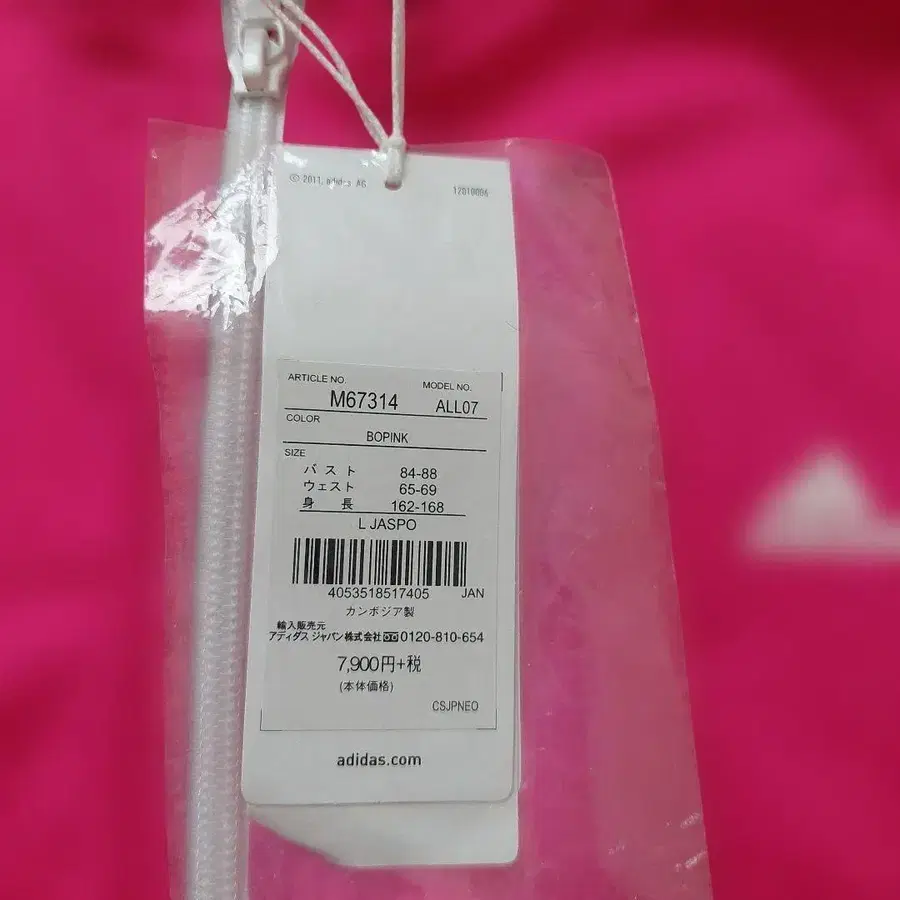 © 2011, adidas AG
12010006
ARTICLE NO. MODEL NO.
M67314 ALL07
COLOR
BOPINK
SIZE
バスト 84-88
ウェスト 65-69
身長 162-168
L JASPO
4053518517405 JAN
カンボジア製
輸入販売元
アディダス ジャパン株式会社 0120-810-654
7,900円+税
(本体価格)
CSJPNEO
adidas.com